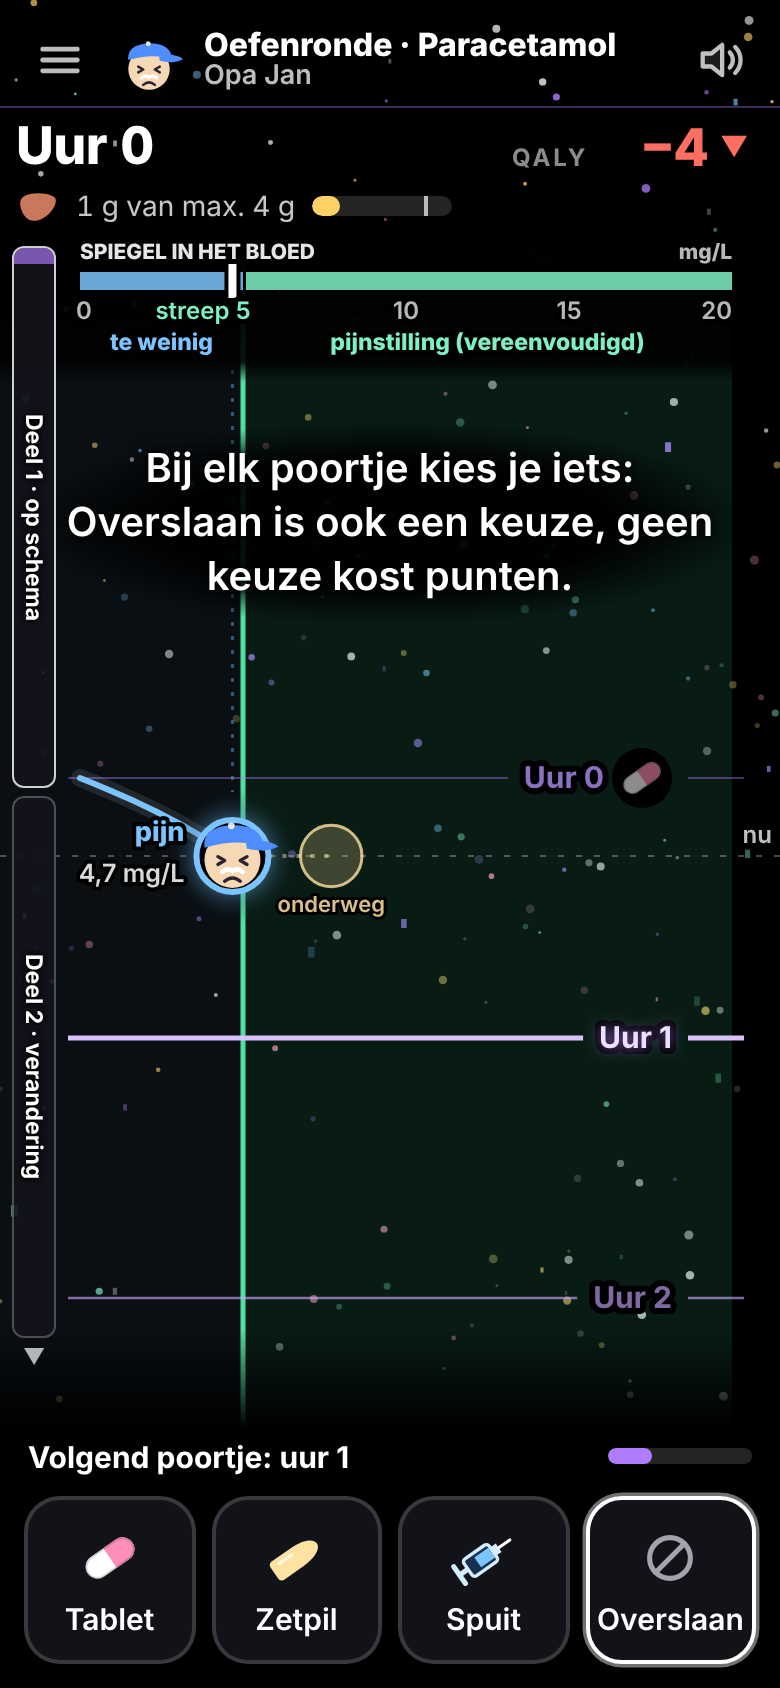 Oefenronde · Paracetamol
Opa Jan
Uur 0
QALY
−4 ▼
1 g van max. 4 g
SPIEGEL IN HET BLOED
mg/L
0
streep 5
10
15
20
te weinig
pijnstilling (vereenvoudigd)
Deel 1 · op schema
Bij elk poortje kies je iets:
Overslaan is ook een keuze, geen
keuze kost punten.
Uur 0
pijn
nu
4,7 mg/L
onderweg
Deel 2 · verandering
Uur 1
Uur 2
Volgend poortje: uur 1
Tablet
Zetpil
Spuit
Overslaan